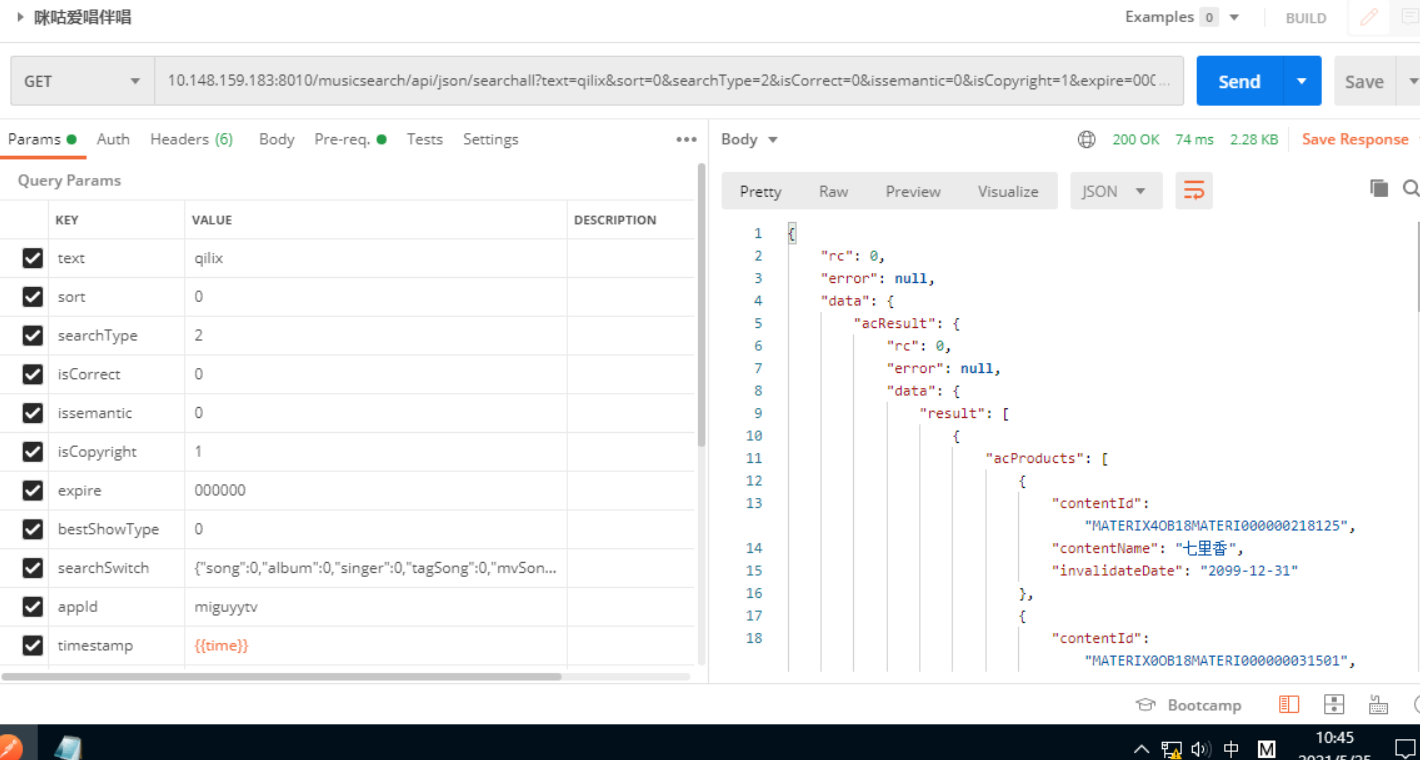 咪咕爱唱伴唱
Examples 0
BUILD
GET
10.148.159.183:8010/musicsearch/api/json/searchall?text=qilix&sort=0&searchType=2&isCorrect=0&issemantic=0&isCopyright=1&expire=000...
Send
Save
Params
Auth
Headers (6)
Body
Pre-req.
Tests
Settings
Body
200 OK
74 ms
2.28 KB
Save Response
Query Params
Pretty
Raw
Preview
Visualize
JSON
KEY VALUE DESCRIPTION
text qilix
sort 0
searchType 2
isCorrect 0
issemantic 0
isCopyright 1
expire 000000
bestShowType 0
searchSwitch {"song":0,"album":0,"singer":0,"tagSong":0,"mvSon...
appId miguyytv
timestamp {{time}}
1 {
2 "rc": 0,
3 "error": null,
4 "data": {
5 "acResult": {
6 "rc": 0,
7 "error": null,
8 "data": {
9 "result": [
10 {
11 "acProducts": [
12 {
13 "contentId":
"MATERIX4OB18MATERI000000218125",
14 "contentName": "七里香",
15 "invalidateDate": "2099-12-31"
16 },
17 {
18 "contentId":
"MATERIX0OB18MATERI000000031501",
Bootcamp
中
M
10:45
2021/5/25